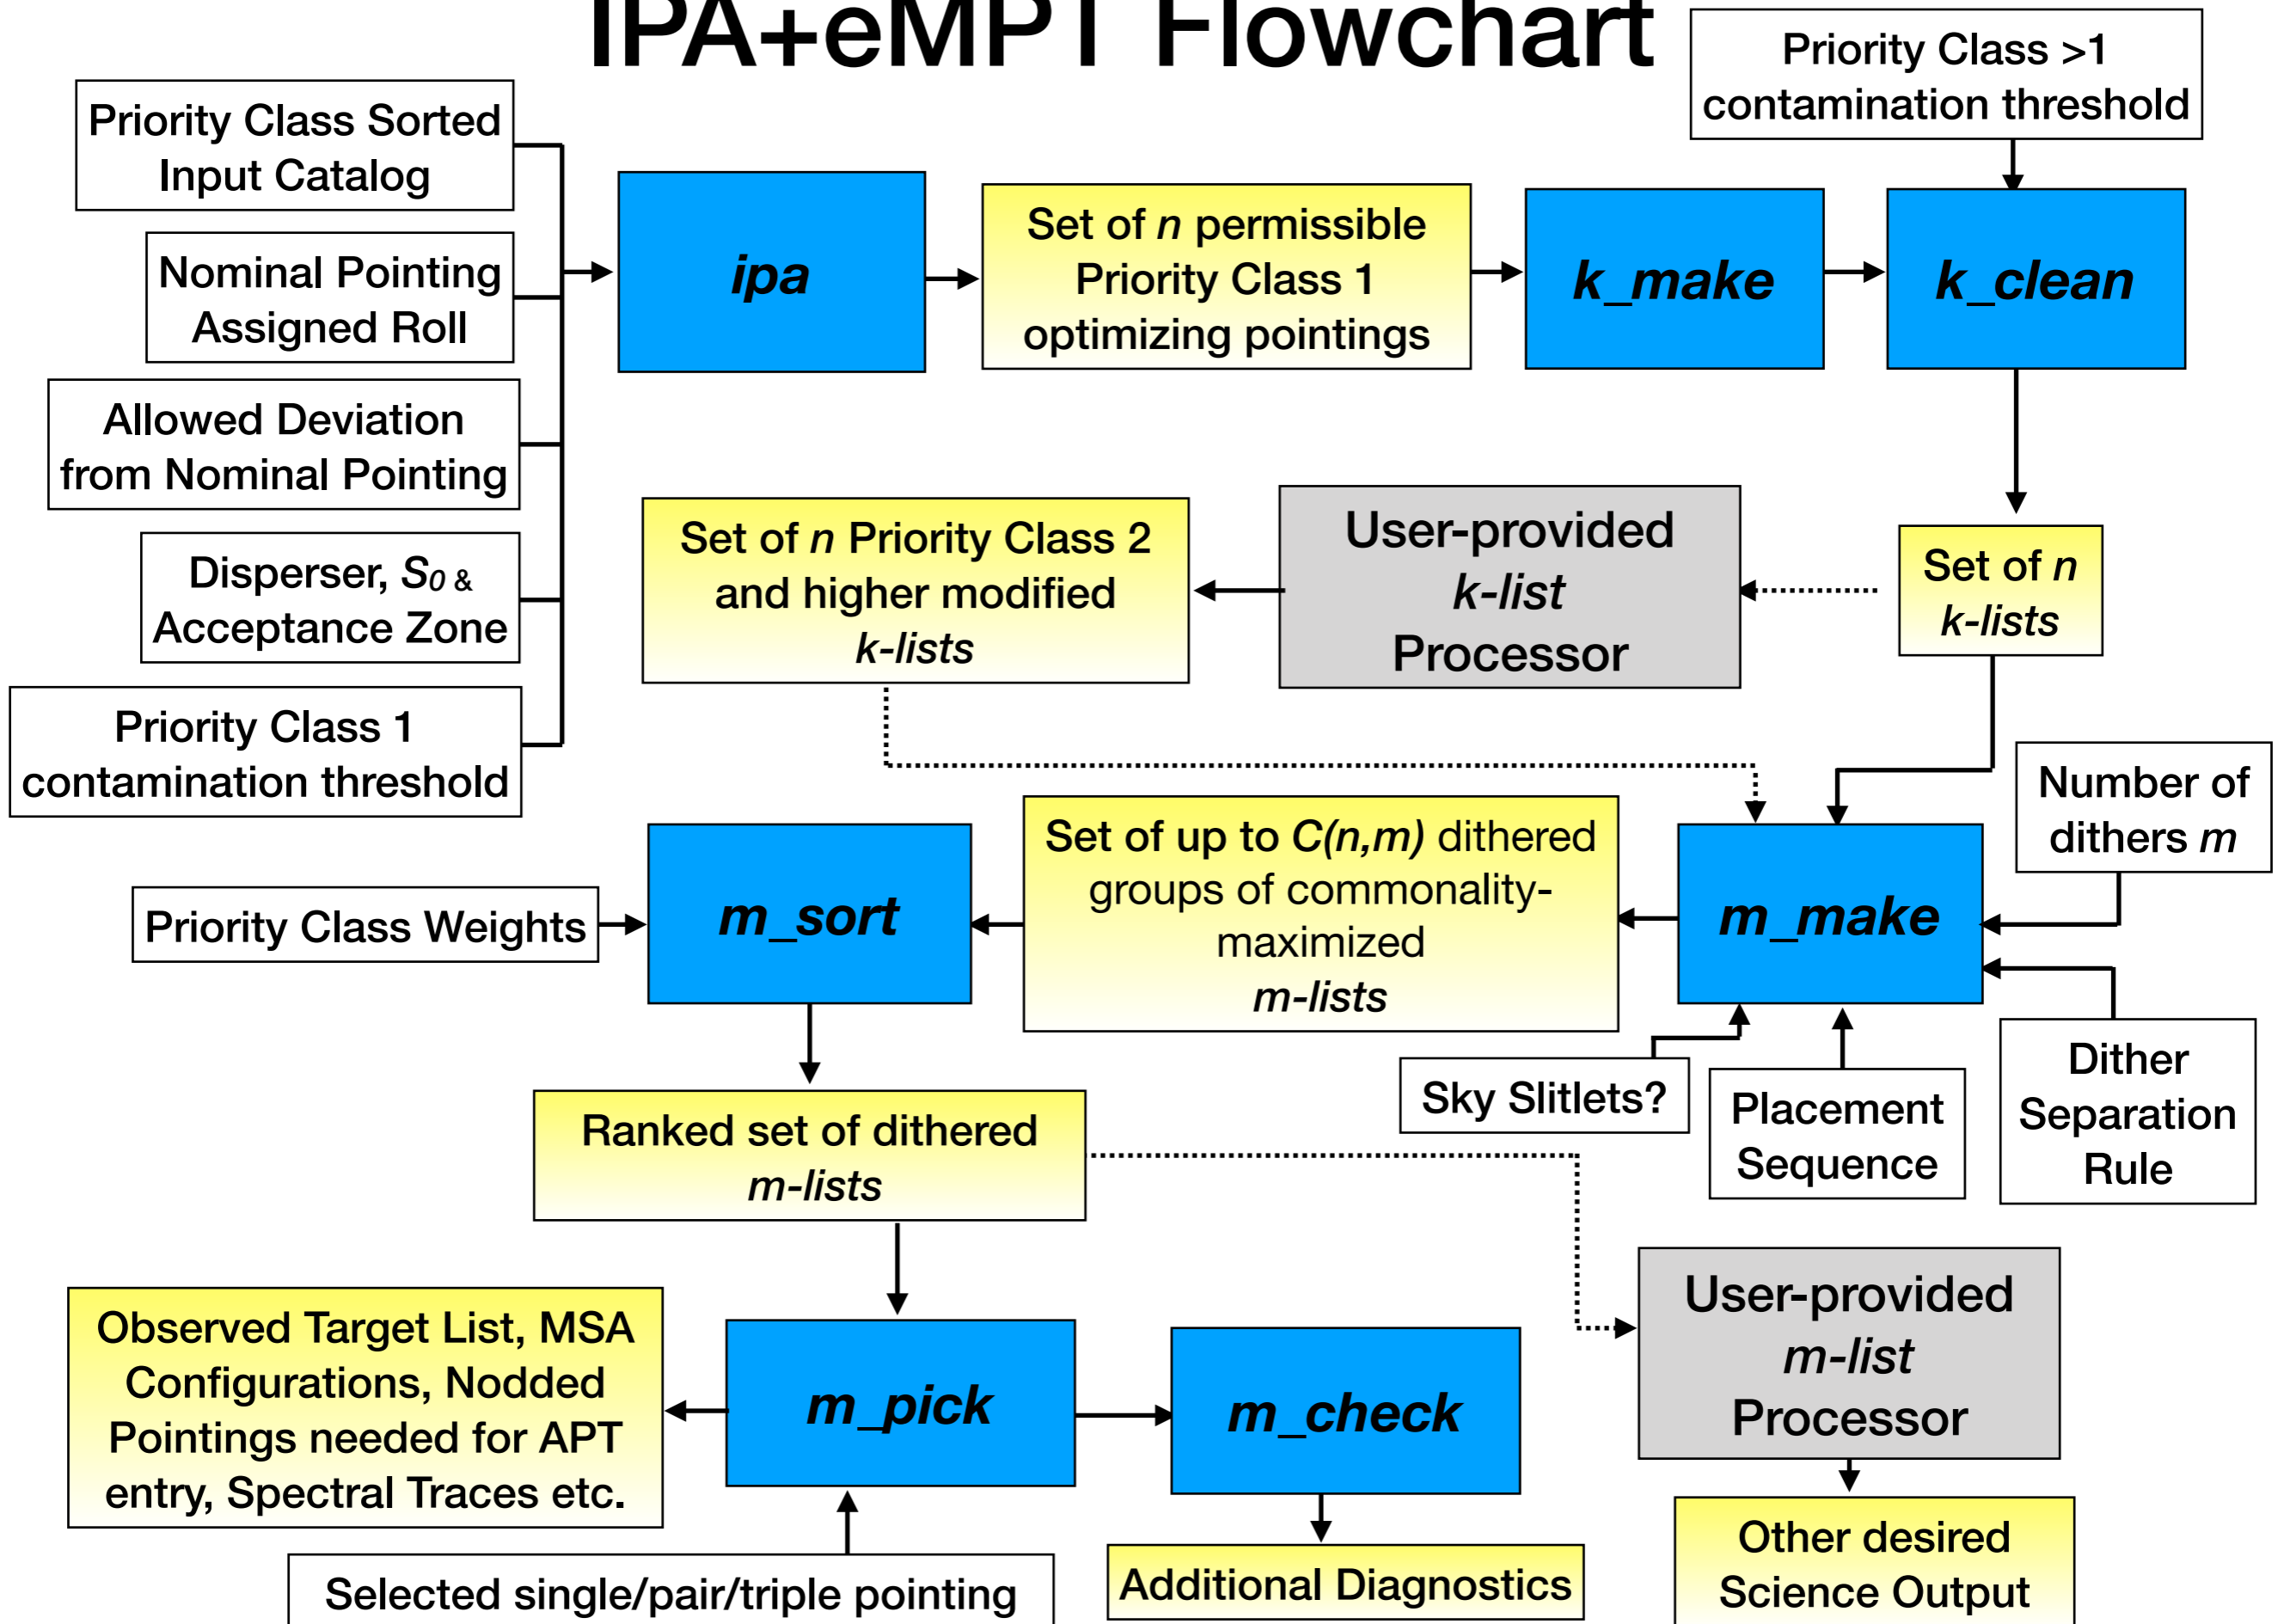 IPA+eMPT Flowchart
Priority Class >1
contamination threshold
Priority Class Sorted
Input Catalog
Nominal Pointing
Assigned Roll
Allowed Deviation
from Nominal Pointing
Disperser, S0 &
Acceptance Zone
Priority Class 1
contamination threshold
ipa
Set of n permissible
Priority Class 1
optimizing pointings
k_make
k_clean
Set of n
k-lists
User-provided
k-list
Processor
Set of n Priority Class 2
and higher modified
k-lists
Number of
dithers m
m_make
Set of up to C(n,m) dithered
groups of commonality-
maximized
m-lists
m_sort
Priority Class Weights
Sky Slitlets?
Placement
Sequence
Dither
Separation
Rule
Ranked set of dithered
m-lists
User-provided
m-list
Processor
Observed Target List, MSA
Configurations, Nodded
Pointings needed for APT
entry, Spectral Traces etc.
m_pick
m_check
Selected single/pair/triple pointing
Additional Diagnostics
Other desired
Science Output